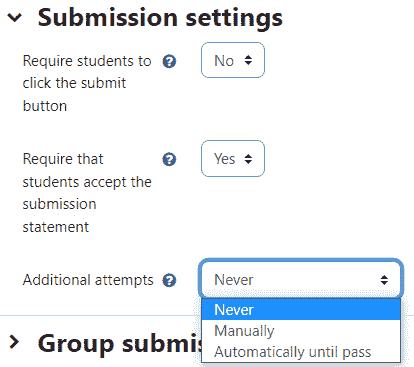 Submission settings
Require students to
click the submit
button
No
Require that
students accept the
submission
statement
Yes
Additional attempts
Never
Never
Manually
Automatically until pass
Group